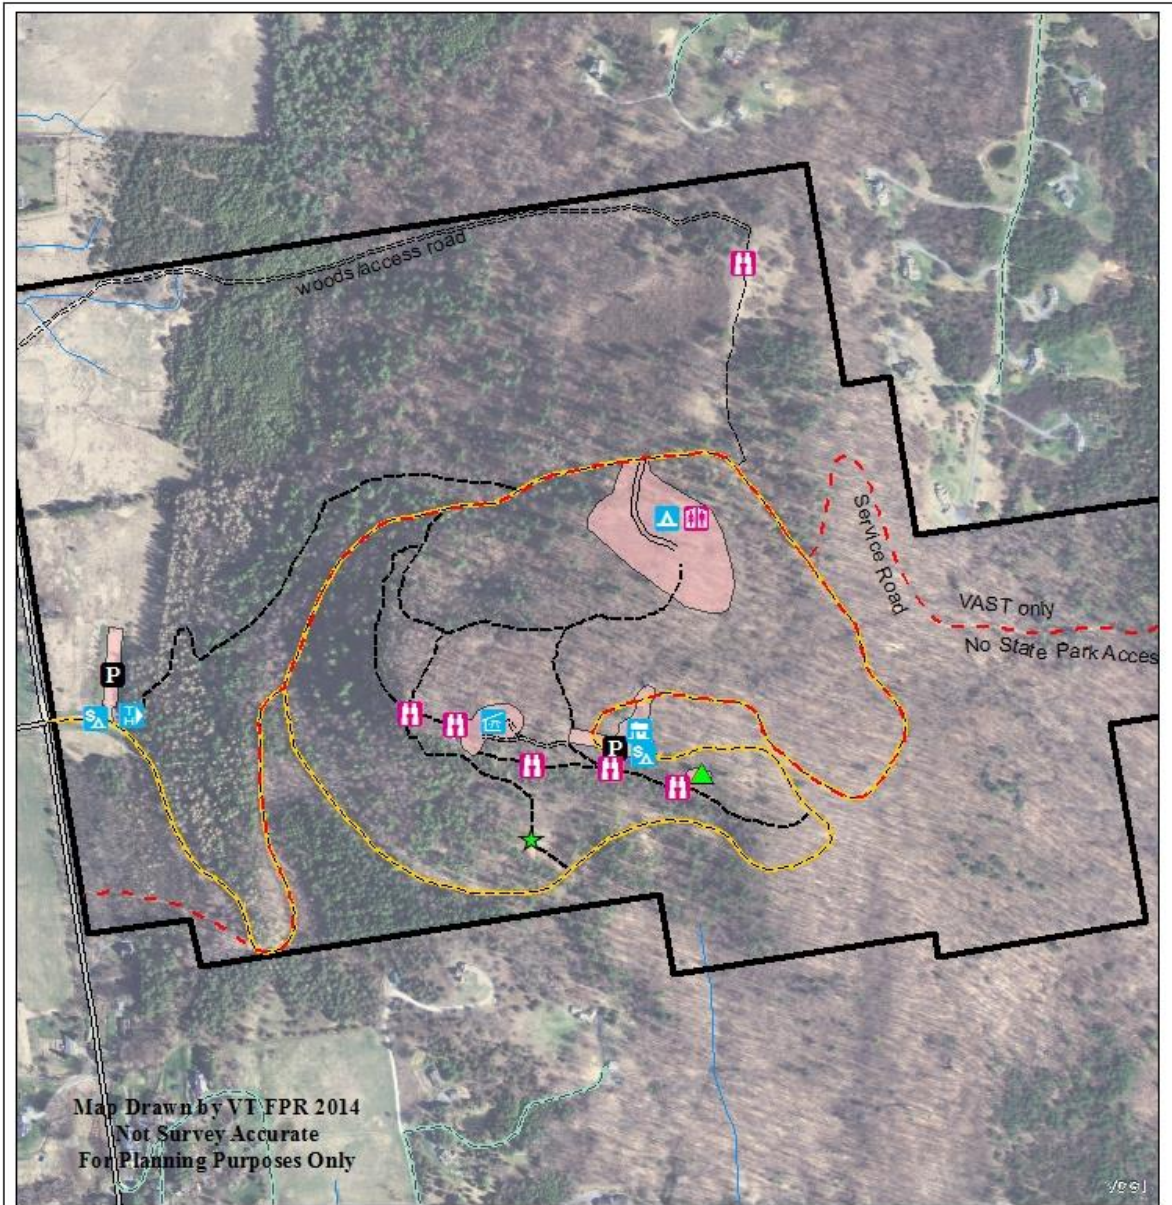 woods/access road
Service Road
VAST only
No State Park Acces
P
S
T
H
P
S
Map Drawn by VT FPR 2014
Not Survey Accurate
For Planning Purposes Only
VCGI